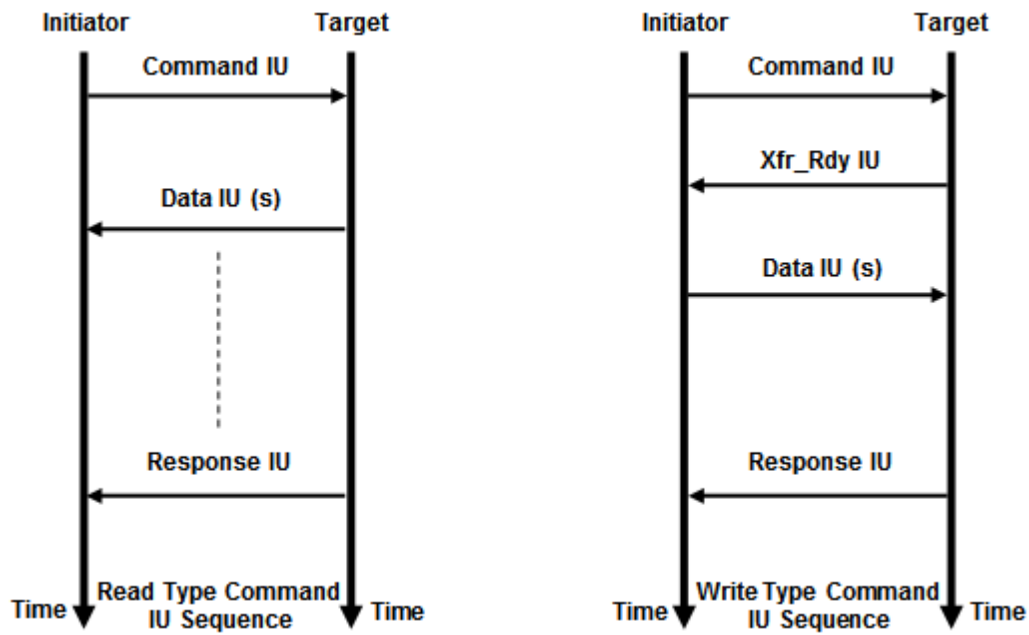 Initiator
Target
Command IU
Data IU (s)
Response IU
Time
Read Type Command
IU Sequence
Time
Initiator
Target
Command IU
Xfr_Rdy IU
Data IU (s)
Response IU
Time
Write Type Command
IU Sequence
Time